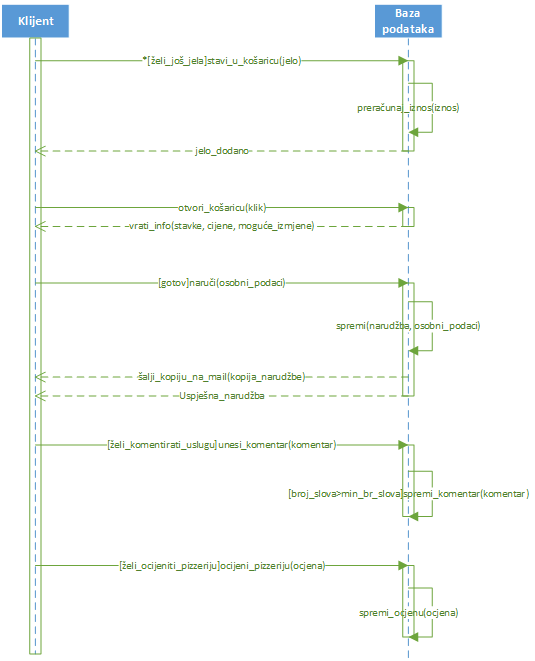 Klijent
Baza
podataka
*[želi_još_jela]stavi_u_košaricu(jelo)
preračunaj_iznos(iznos)
jelo_dodano
otvori_košaricu(klik)
vrati_info(stavke, cijene, moguće_izmjene)
[gotov]naruči(osobni_podaci)
spremi(narudžba, osobni_podaci)
šalji_kopiju_na_mail(kopija_narudžbe)
Uspješna_narudžba
[želi_komentirati_uslugu]unesi_komentar(komentar)
[broj_slova>min_br_slova]spremi_komentar(komentar)
[želi_ocijeniti_pizzeriju]ocijeni_pizzeriju(ocjena)
spremi_ocjenu(ocjena)